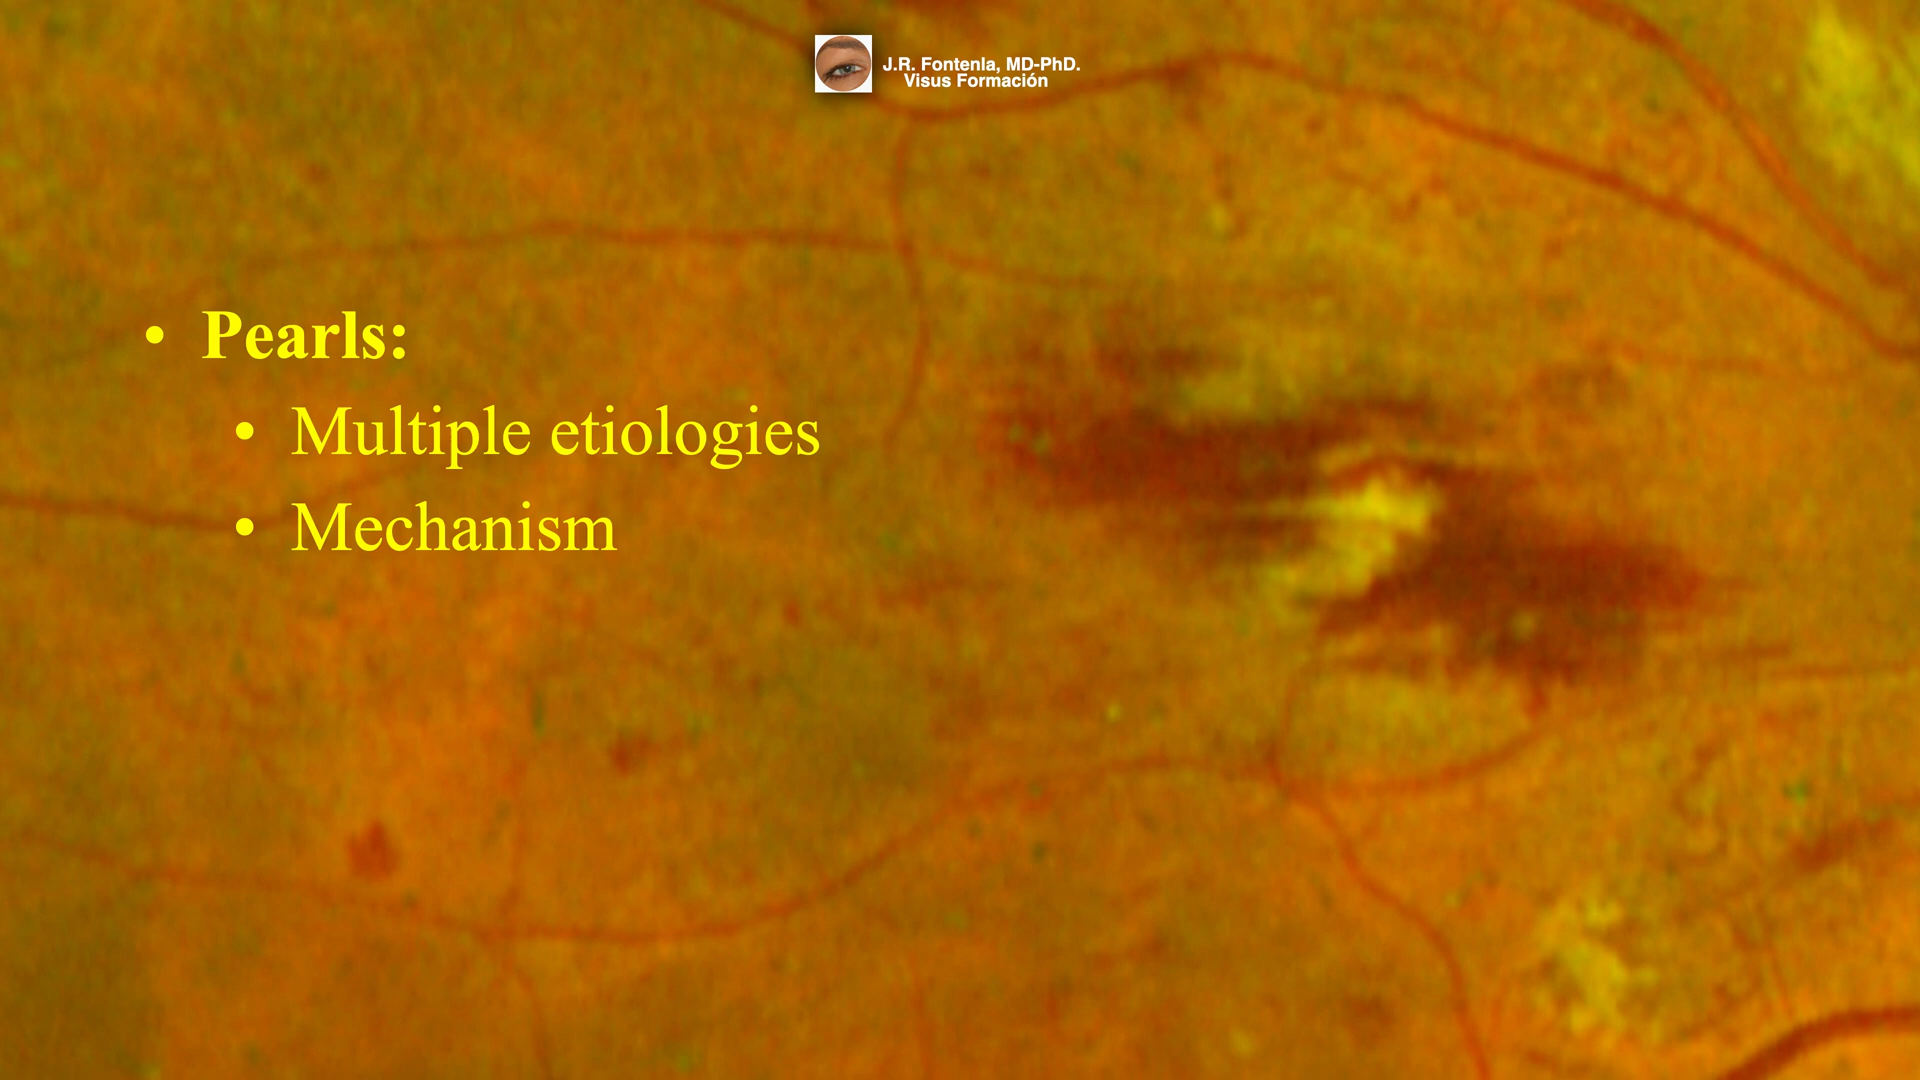 J.R. Fontenla, MD-PhD.
Visus Formación
• Pearls:
• Multiple etiologies
• Mechanism